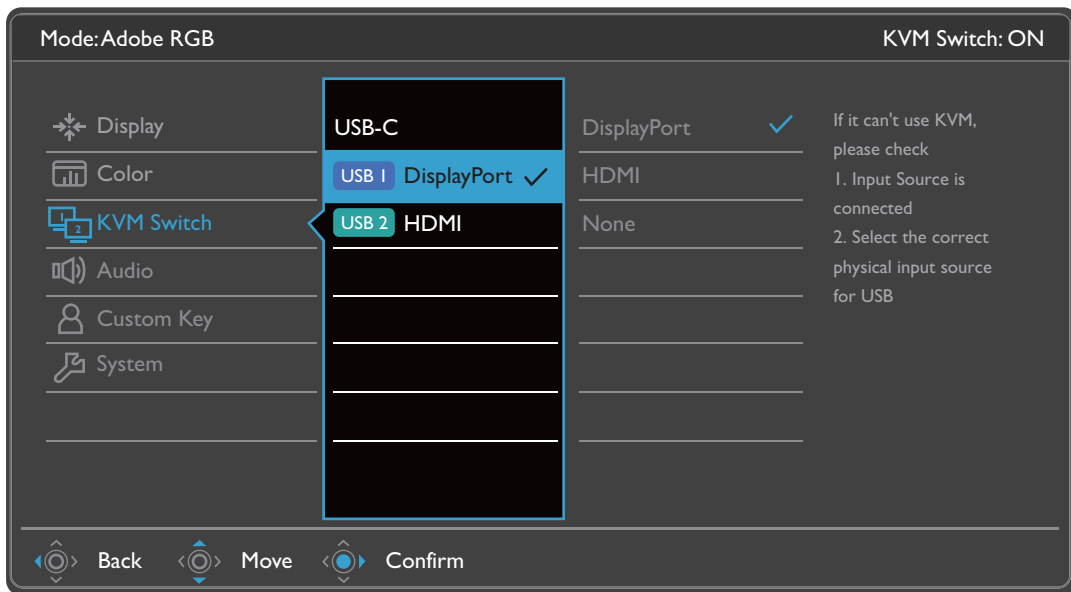 Mode: Adobe RGB
KVM Switch: ON
Display
Color
1 2 KVM Switch
Audio
Custom Key
System
USB-C
USB 1 DisplayPort
USB 2 HDMI
DisplayPort
HDMI
None
If it can't use KVM,
please check
1. Input Source is
connected
2. Select the correct
physical input source
for USB
Back
Move
Confirm